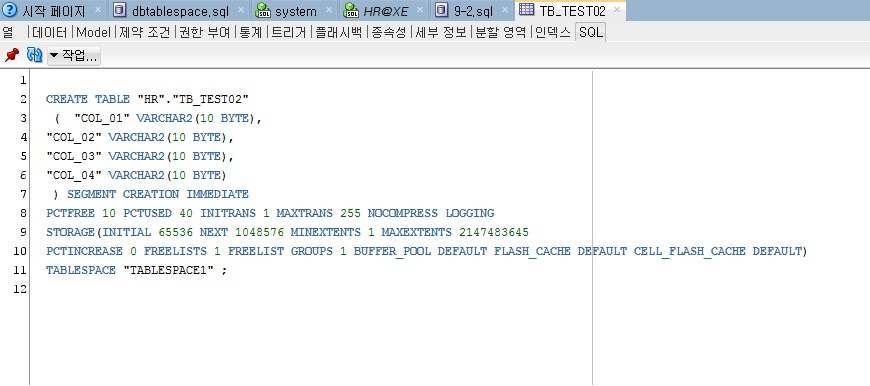 시작 페이지 dbtablespace.sql system HR@XE 9-2.sql TB_TEST02
열 데이터 Model 제약 조건 권한 부여 통계 트리거 플래시백 종속성 세부 정보 분할 영역 인덱스 SQL
작업...
1
2 CREATE TABLE "HR"."TB_TEST02"
3 ( "COL_01" VARCHAR2(10 BYTE),
4 "COL_02" VARCHAR2(10 BYTE),
5 "COL_03" VARCHAR2(10 BYTE),
6 "COL_04" VARCHAR2(10 BYTE)
7 ) SEGMENT CREATION IMMEDIATE
8 PCTFREE 10 PCTUSED 40 INITRANS 1 MAXTRANS 255 NOCOMPRESS LOGGING
9 STORAGE(INITIAL 65536 NEXT 1048576 MINEXTENTS 1 MAXEXTENTS 2147483645
10 PCTINCREASE 0 FREELISTS 1 FREELIST GROUPS 1 BUFFER_POOL DEFAULT FLASH_CACHE DEFAULT CELL_FLASH_CACHE DEFAULT)
11 TABLESPACE "TABLESPACE1" ;
12